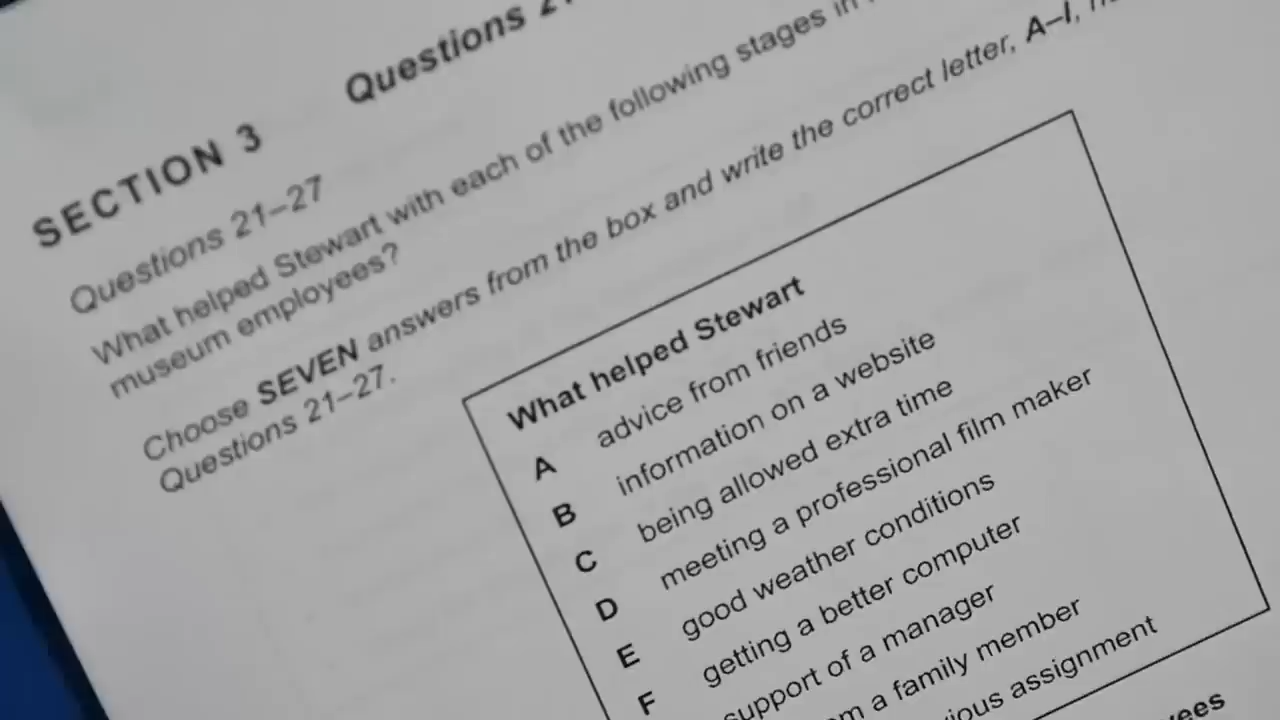 SECTION 3 Questions
Questions 21–27
What helped Stewart with each of the following stages in
museum employees?
Choose SEVEN answers from the box and write the correct letter, A–I,
Questions 21–27.
What helped Stewart
A advice from friends
B information on a website
C being allowed extra time
D meeting a professional film maker
E good weather conditions
F getting a better computer
support of a manager
a family member
assignment